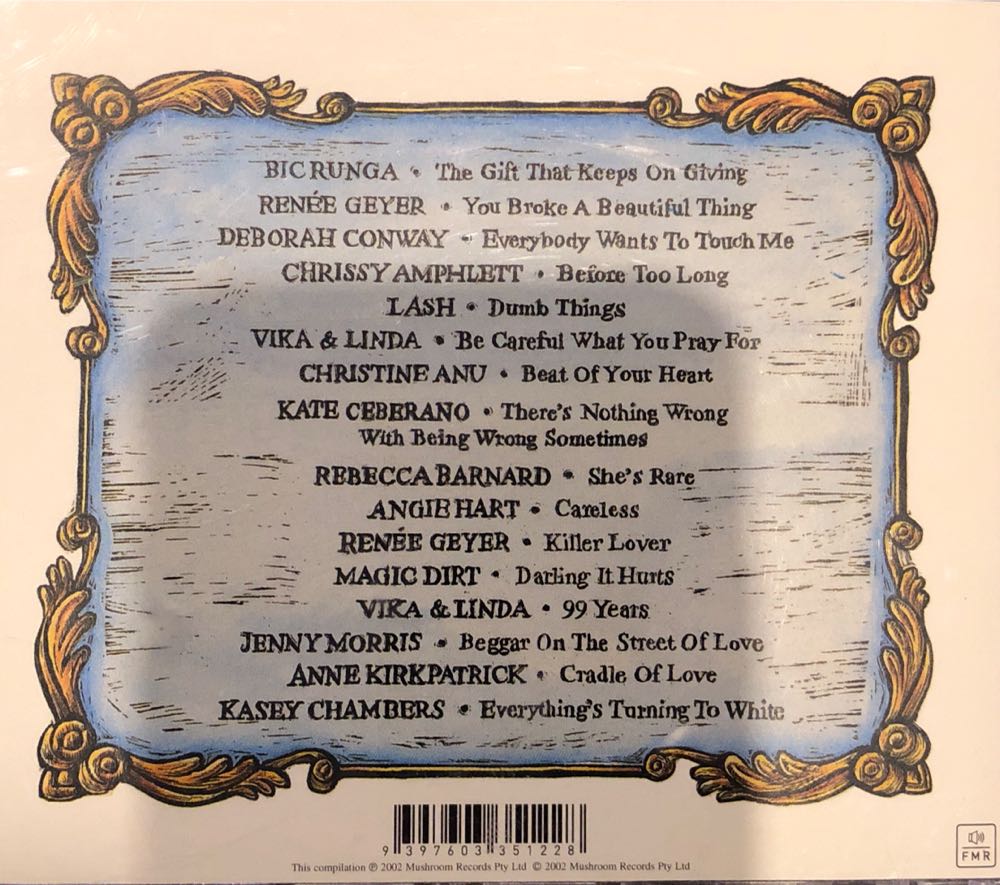 BIC RUNGA • The Gift That Keeps On Giving
RENÉE GEYER • You Broke A Beautiful Thing
DEBORAH CONWAY • Everybody Wants To Touch Me
CHRISSY AMPHLETT • Before Too Long
LASH • Dumb Things
VIKA & LINDA • Be Careful What You Pray For
CHRISTINE ANU • Beat Of Your Heart
KATE CEBERANO • There's Nothing Wrong
With Being Wrong Sometimes
REBECCA BARNARD • She's Rare
ANGIE HART • Careless
RENÉE GEYER • Killer Lover
MAGIC DIRT • Darling It Hurts
VIKA & LINDA • 99 Years
JENNY MORRIS • Beggar On The Street Of Love
ANNE KIRKPATRICK • Cradle Of Love
KASEY CHAMBERS • Everything's Turning To White
9 397603 351228
This compilation ℗ 2002 Mushroom Records Pty Ltd © 2002 Mushroom Records Pty Ltd
FMR